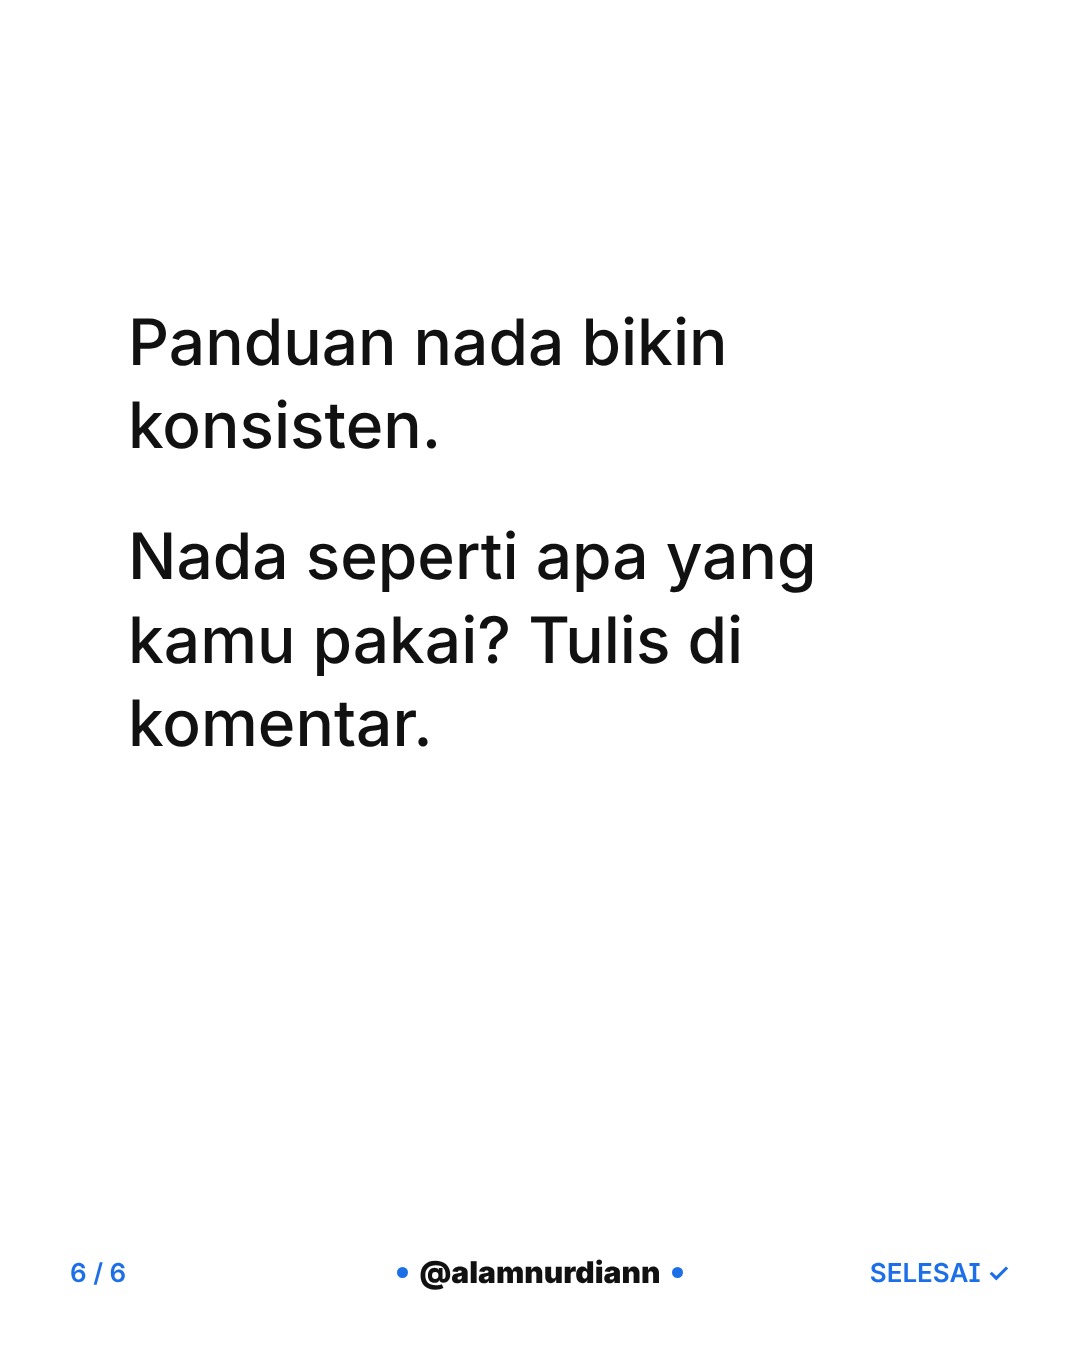 Panduan nada bikin
konsisten.
Nada seperti apa yang
kamu pakai? Tulis di
komentar.
6 / 6
• @alamnurdiann •
SELESAI ✓